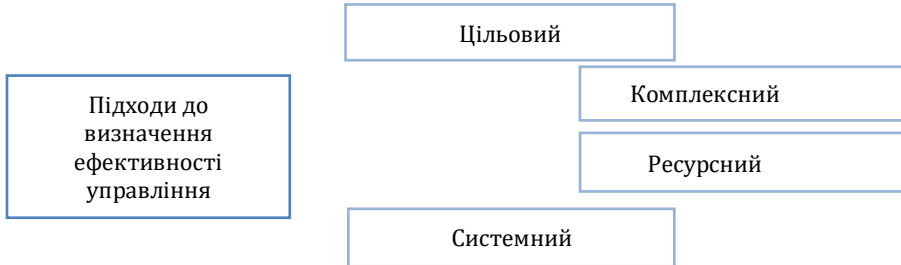 Цільовий
Комплексний
Підходи до
визначення
ефективності
управління
Ресурсний
Системний